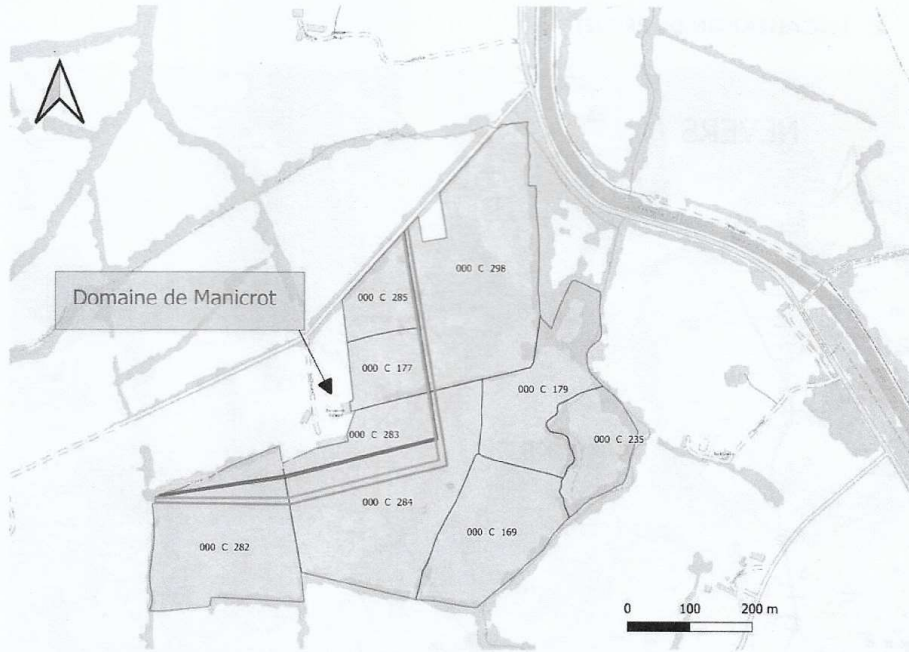 NEVERS
Domaine de Manicrot
000 C 298
000 C 285
000 C 177
000 C 179
000 C 283
000 C 235
000 C 284
000 C 169
000 C 282
0 100 200 m